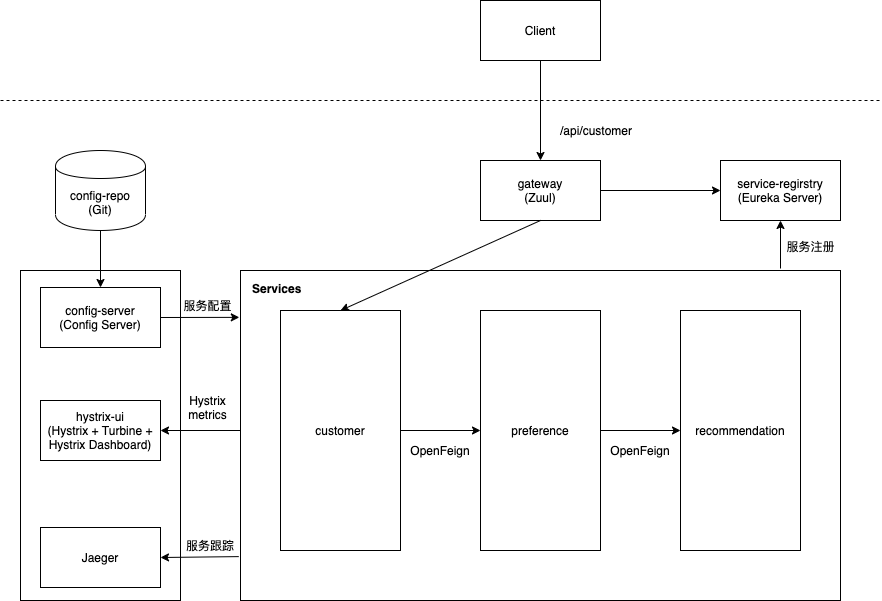 Client
/api/customer
config-repo
(Git)
gateway
(Zuul)
service-regirstry
(Eureka Server)
服务注册
config-server
(Config Server)
服务配置
Services
hystrix-ui
(Hystrix + Turbine +
Hystrix Dashboard)
Hystrix
metrics
customer
OpenFeign
preference
OpenFeign
recommendation
Jaeger
服务跟踪